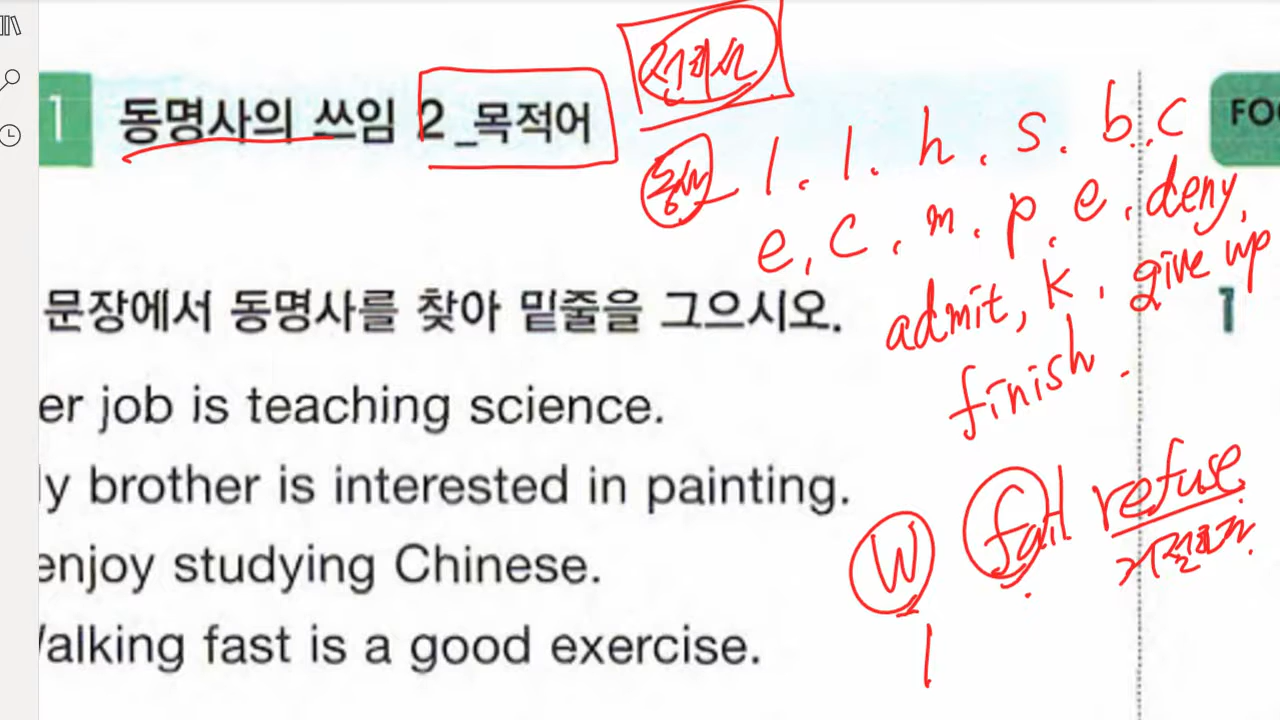 전치사
1 동명사의 쓰임 2_목적어
FO
동사 l. l. h. s. b. c
e, c. m. p. e. deny,
admit, k. give up
finish.
문장에서 동명사를 찾아 밑줄을 그으시오.
1
er job is teaching science.
y brother is interested in painting.
enjoy studying Chinese.
alking fast is a good exercise.
W fail refuse
거절하다.